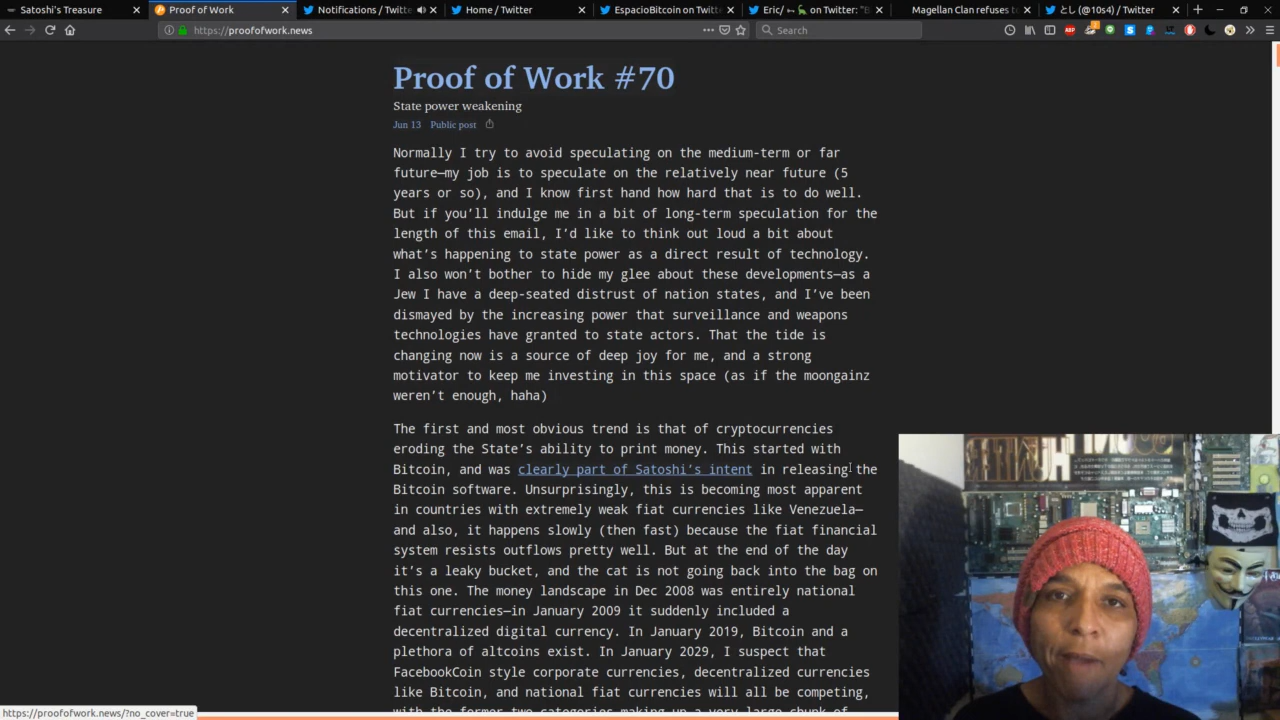 Satoshi's Treasure
Proof of Work
Notifications / Twitte
Home / Twitter
EspacioBitcoin on Twitt
Eric/ on Twitter: "B
Magellan Clan refuses t
とし (@10s4) / Twitter
https://proofofwork.news
Search
ABP
Proof of Work #70
State power weakening
Jun 13 Public post
Normally I try to avoid speculating on the medium-term or far
future—my job is to speculate on the relatively near future (5
years or so), and I know first hand how hard that is to do well.
But if you'll indulge me in a bit of long-term speculation for the
length of this email, I'd like to think out loud a bit about
what's happening to state power as a direct result of technology.
I also won't bother to hide my glee about these developments—as a
Jew I have a deep-seated distrust of nation states, and I've been
dismayed by the increasing power that surveillance and weapons
technologies have granted to state actors. That the tide is
changing now is a source of deep joy for me, and a strong
motivator to keep me investing in this space (as if the moongainz
weren't enough, haha)
The first and most obvious trend is that of cryptocurrencies
eroding the State's ability to print money. This started with
Bitcoin, and was clearly part of Satoshi's intent in releasing the
Bitcoin software. Unsurprisingly, this is becoming most apparent
in countries with extremely weak fiat currencies like Venezuela—
and also, it happens slowly (then fast) because the fiat financial
system resists outflows pretty well. But at the end of the day
it's a leaky bucket, and the cat is not going back into the bag on
this one. The money landscape in Dec 2008 was entirely national
fiat currencies—in January 2009 it suddenly included a
decentralized digital currency. In January 2019, Bitcoin and a
plethora of altcoins exist. In January 2029, I suspect that
FacebookCoin style corporate currencies, decentralized currencies
like Bitcoin, and national fiat currencies will all be competing,
with the former two categories making up a very large chunk of
https://proofofwork.news/?no_cover=true